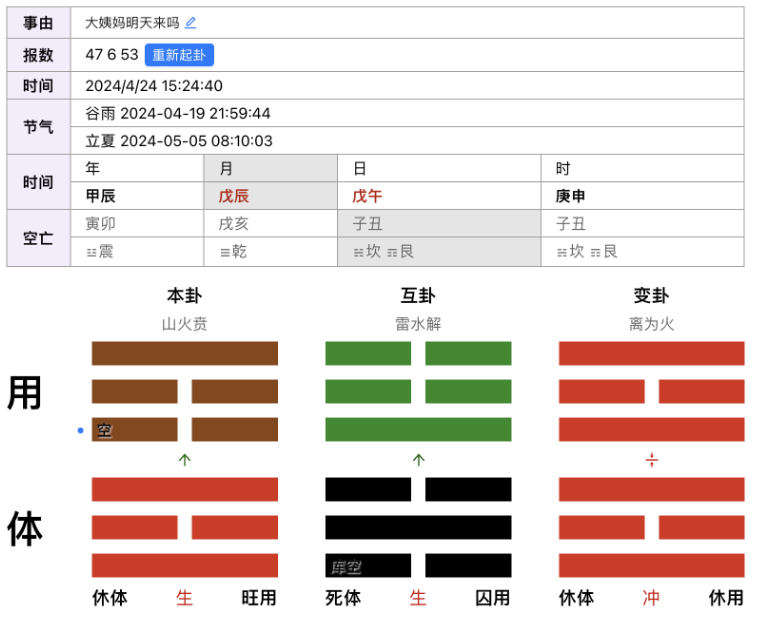 事由 大姨妈明天来吗
报数 47 6 53 重新起卦
时间 2024/4/24 15:24:40
节气 谷雨 2024-04-19 21:59:44
立夏 2024-05-05 08:10:03
时间 年 月 日 时
甲辰 戊辰 戊午 庚申
空亡 寅卯 戌亥 子丑 子丑
☳震 ☰乾 ☵坎 ☶艮 ☵坎 ☶艮
本卦 互卦 变卦
山火贲 雷水解 离为火
用
空
体
库空
休体 生 旺用 死体 生 囚用 休体 冲 休用